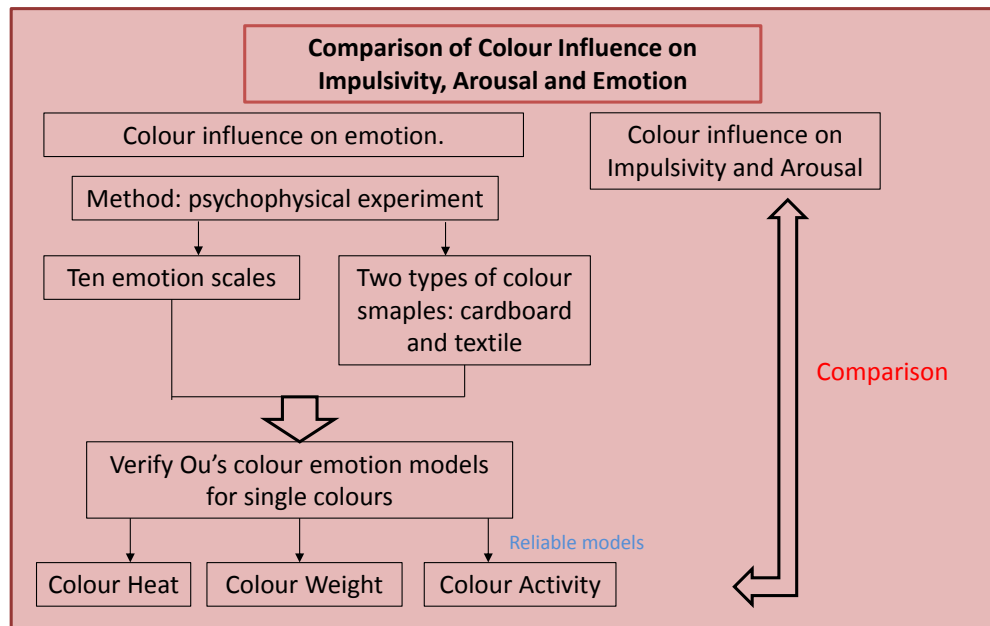 Comparison of Colour Influence on
Impulsivity, Arousal and Emotion
Colour influence on emotion.
Colour influence on
Impulsivity and Arousal
Method: psychophysical experiment
Ten emotion scales
Two types of colour
smaples: cardboard
and textile
Comparison
Verify Ou’s colour emotion models
for single colours
Reliable models
Colour Heat
Colour Weight
Colour Activity